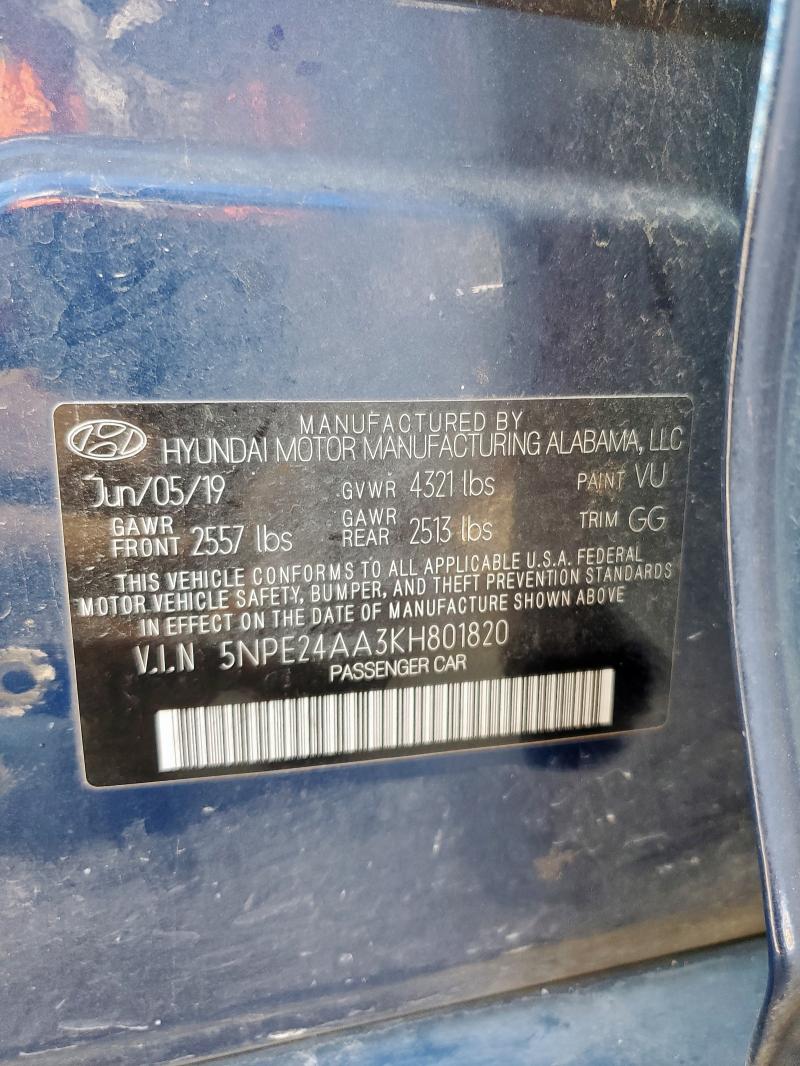 MANUFACTURED BY
HYUNDAI MOTOR MANUFACTURING ALABAMA, LLC
Jun/05/19 GVWR 4321 lbs PAINT VU
GAWR FRONT 2557 lbs GAWR REAR 2513 lbs TRIM GG
THIS VEHICLE CONFORMS TO ALL APPLICABLE U.S.A. FEDERAL
MOTOR VEHICLE SAFETY, BUMPER, AND THEFT PREVENTION STANDARDS
IN EFFECT ON THE DATE OF MANUFACTURE SHOWN ABOVE
V.I.N 5NPE24AA3KH801820
PASSENGER CAR